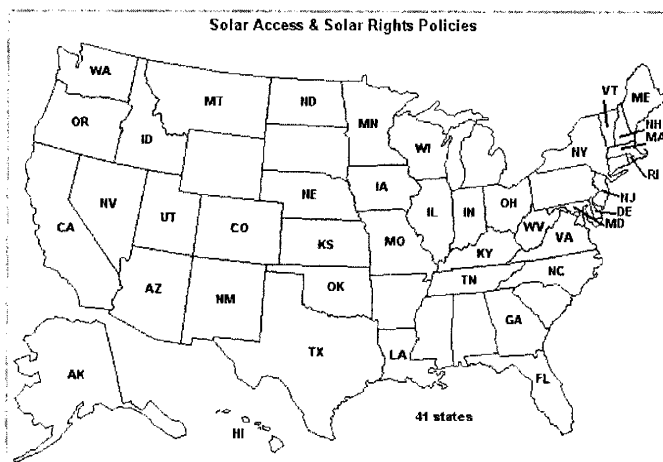 Solar Access & Solar Rights Policies
WA
MT
ND
MN
VT
ME
OR
ID
WI
NH
MA
NY
RI
NV
NE
IA
NJ
CA
UT
CO
IL
IN
OH
DE
MD
KS
MO
WV
VA
KY
AZ
NM
OK
TN
NC
GA
TX
LA
AK
FL
41 states
HI